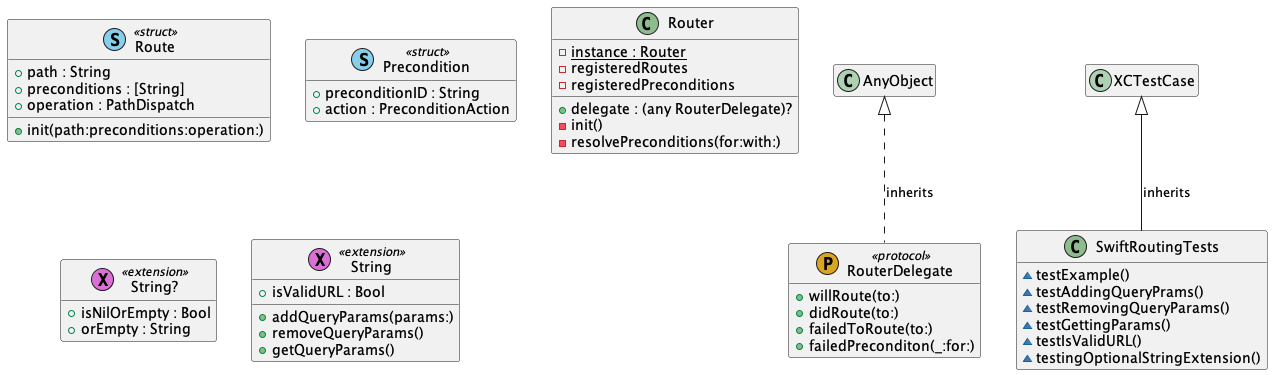 S
«struct»
Route
path : String
preconditions : [String]
operation : PathDispatch
init(path:preconditions:operation:)
S
«struct»
Precondition
preconditionID : String
action : PreconditionAction
C
Router
instance : Router
registeredRoutes
registeredPreconditions
delegate : (any RouterDelegate)?
init()
resolvePreconditions(for:with:)
C
AnyObject
C
XCTestCase
inherits
inherits
X
«extension»
String?
isNilOrEmpty : Bool
orEmpty : String
X
«extension»
String
isValidURL : Bool
addQueryParams(params:)
removeQueryParams()
getQueryParams()
P
«protocol»
RouterDelegate
willRoute(to:)
didRoute(to:)
failedToRoute(to:)
failedPreconditon(_:for:)
C
SwiftRoutingTests
testExample()
testAddingQueryPrams()
testRemovingQueryParams()
testGettingParams()
testIsValidURL()
testingOptionalStringExtension()